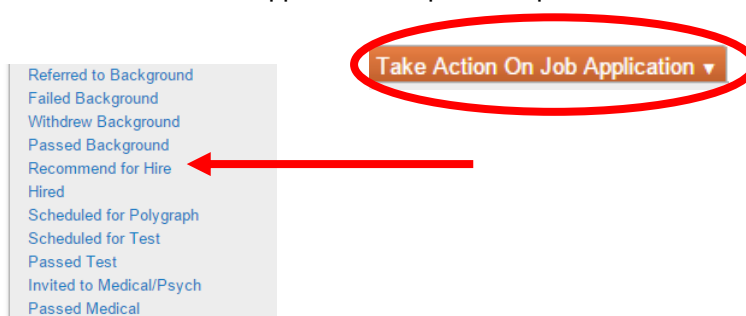 Take Action On Job Application ▾
Referred to Background
Failed Background
Withdrew Background
Passed Background
Recommend for Hire
Hired
Scheduled for Polygraph
Scheduled for Test
Passed Test
Invited to Medical/Psych
Passed Medical